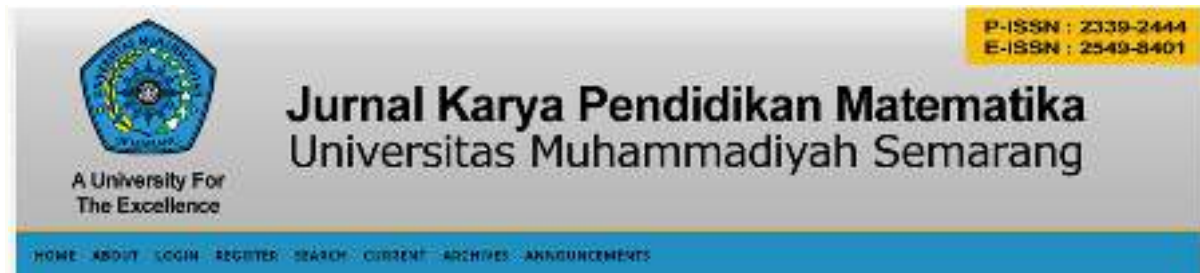 P-ISSN : 2339-2444
E-ISSN : 2549-8401
Jurnal Karya Pendidikan Matematika
Universitas Muhammadiyah Semarang
A University For
The Excellence
HOME ABOUT LOGIN REGISTER SEARCH CURRENT ARCHIVES ANNOUNCEMENTS